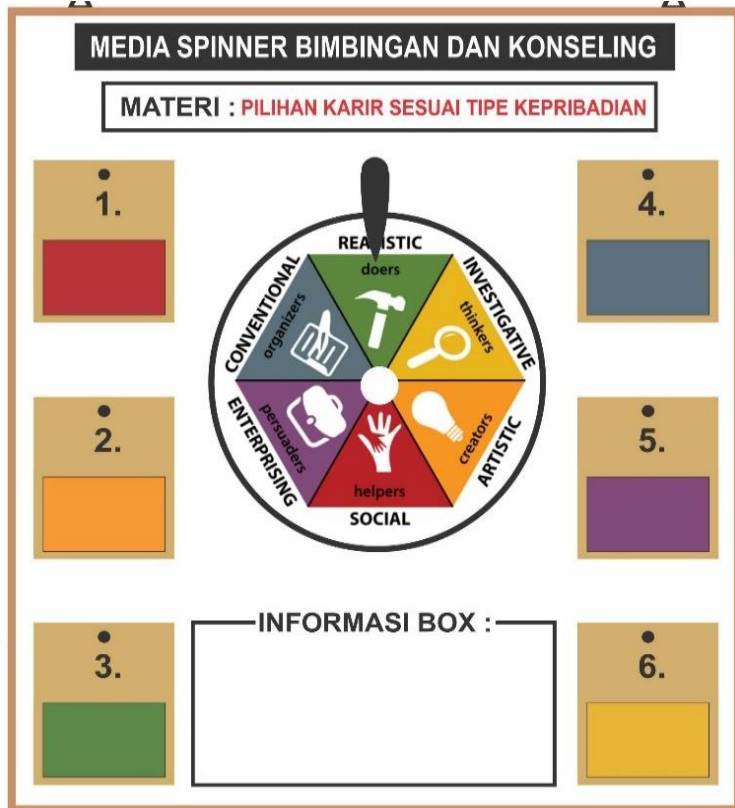 MEDIA SPINNER BIMBINGAN DAN KONSELING
MATERI : PILIHAN KARIR SESUAI TIPE KEPRIBADIAN
1.
4.
REALISTIC
doers
INVESTIGATIVE
thinkers
CONVENTIONAL
organizers
ENTERPRISING
persuaders
ARTISTIC
creators
helpers
SOCIAL
2.
5.
INFORMASI BOX :
3.
6.